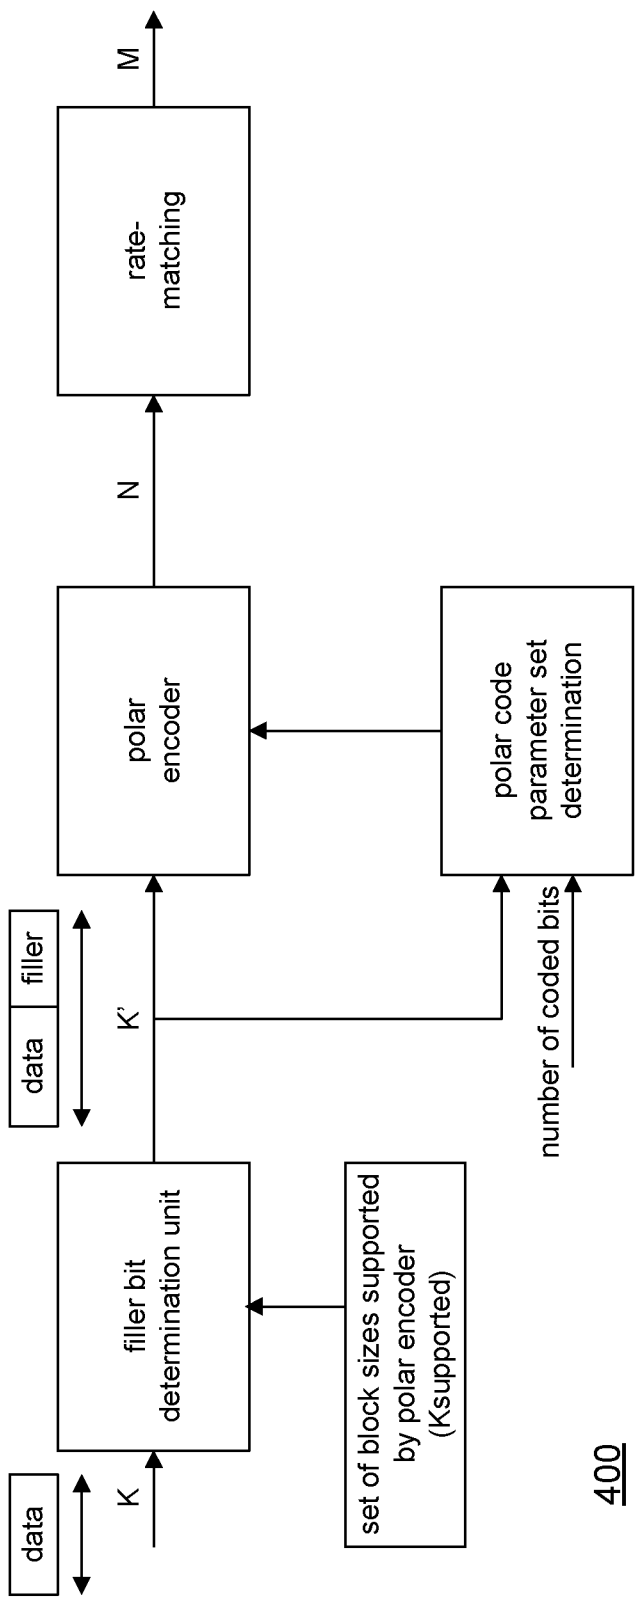 data
K
filler bit
determination unit
set of block sizes supported
by polar encoder
(Ksupported)
data
filler
K'
number of coded bits
polar
encoder
polar code
parameter set
determination
N
rate-
matching
M
400